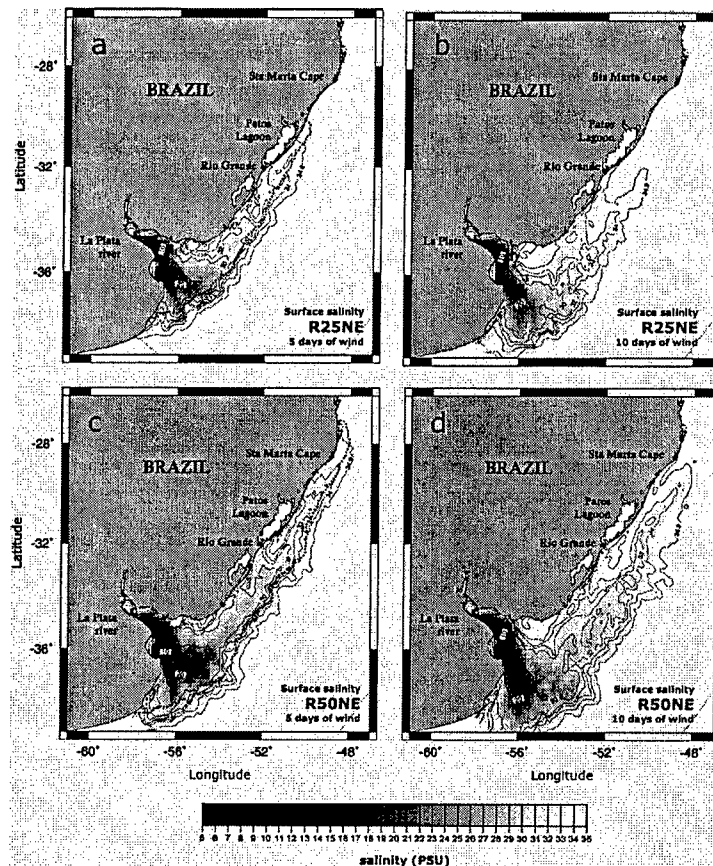 a
-28
Sta Marta Cape
BRAZIL
Patos
Lagoon
-32
Rio Grande
La Plata
river
-36
Latitude
Surface salinity
R25NE
5 days of wind
b
Sta Marta Cape
BRAZIL
Patos
Lagoon
Rio Grande
La Plata
river
Surface salinity
R25NE
10 days of wind
c
-28
Sta Marta Cape
BRAZIL
Patos
Lagoon
-32
Rio Grande
La Plata
river
-36
Latitude
Surface salinity
R50NE
5 days of wind
-60 -56 -52 -48
Longitude
d
Sta Marta Cape
BRAZIL
Patos
Lagoon
Rio Grande
La Plata
river
Surface salinity
R50NE
10 days of wind
-60 -56 -52 -48
Longitude
5 6 7 8 9 10 11 12 13 14 15 16 17 18 19 20 21 22 23 24 25 26 27 28 29 30 31 32 33 34 35
salinity (PSU)